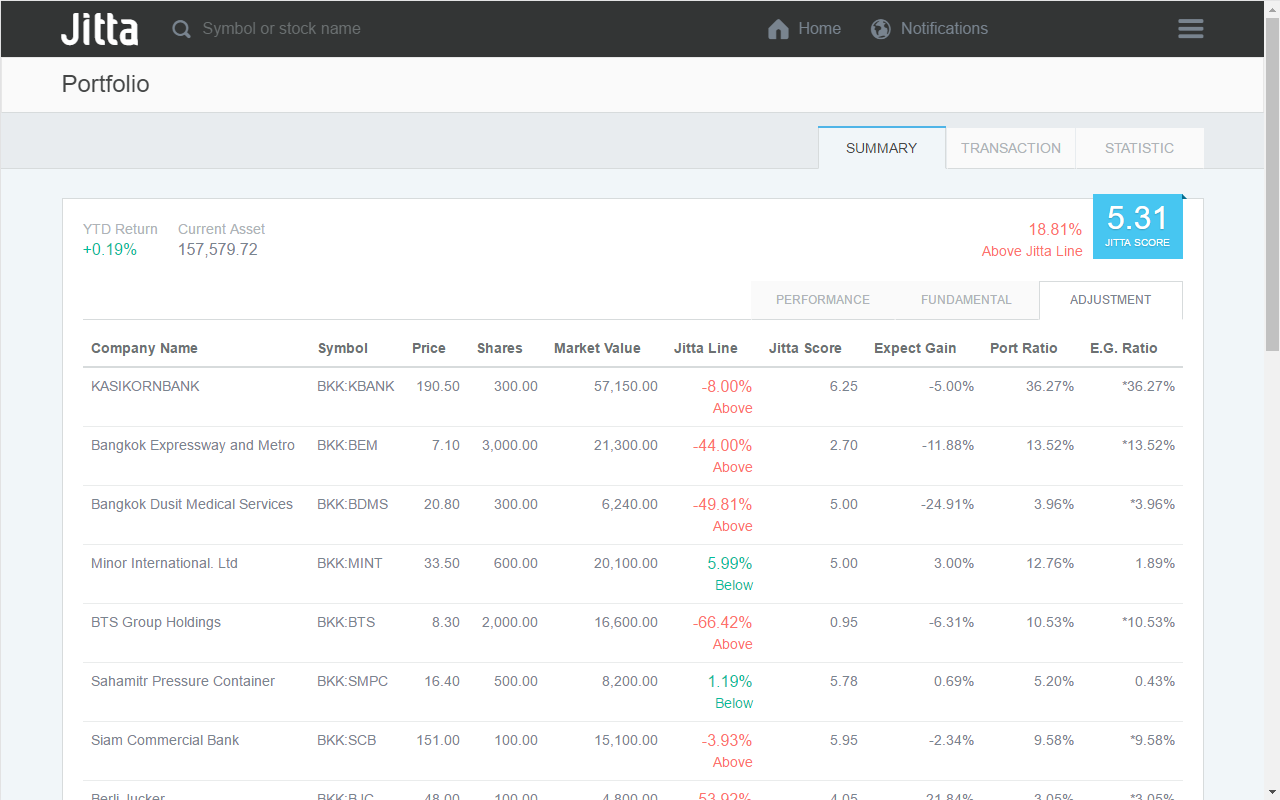 Jitta Symbol or stock name Home Notifications
Portfolio
SUMMARY TRANSACTION STATISTIC
YTD Return Current Asset 18.81% 5.31
+0.19% 157,579.72 Above Jitta Line JITTA SCORE
PERFORMANCE FUNDAMENTAL ADJUSTMENT
Company Name Symbol Price Shares Market Value Jitta Line Jitta Score Expect Gain Port Ratio E.G. Ratio
KASIKORNBANK BKK:KBANK 190.50 300.00 57,150.00 -8.00% 6.25 -5.00% 36.27% *36.27%
Above
Bangkok Expressway and Metro BKK:BEM 7.10 3,000.00 21,300.00 -44.00% 2.70 -11.88% 13.52% *13.52%
Above
Bangkok Dusit Medical Services BKK:BDMS 20.80 300.00 6,240.00 -49.81% 5.00 -24.91% 3.96% *3.96%
Above
Minor International. Ltd BKK:MINT 33.50 600.00 20,100.00 5.99% 5.00 3.00% 12.76% 1.89%
Below
BTS Group Holdings BKK:BTS 8.30 2,000.00 16,600.00 -66.42% 0.95 -6.31% 10.53% *10.53%
Above
Sahamitr Pressure Container BKK:SMPC 16.40 500.00 8,200.00 1.19% 5.78 0.69% 5.20% 0.43%
Below
Siam Commercial Bank BKK:SCB 151.00 100.00 15,100.00 -3.93% 5.95 -2.34% 9.58% *9.58%
Above
Berli Jucker BKK:BJC 48.00 100.00 4,800.00 -53.92% 4.05 -21.84% 3.05% *3.05%